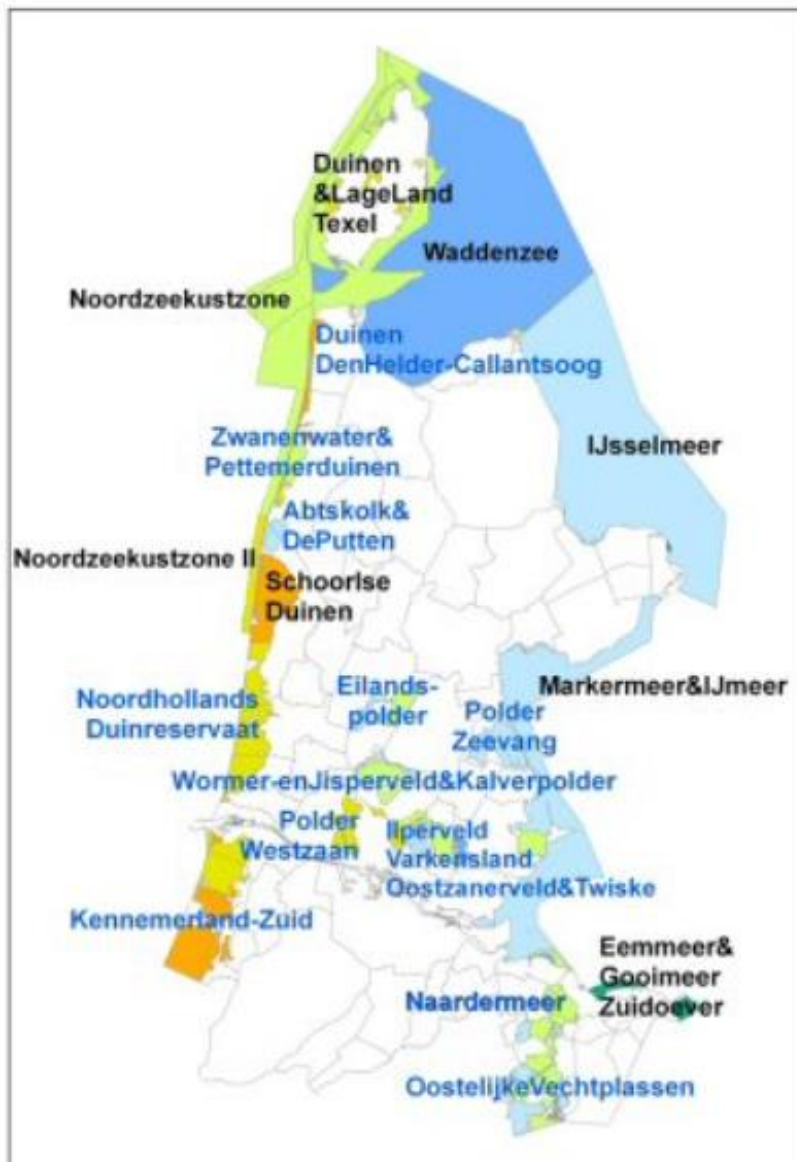 Duinen
&LageLand
Texel
Waddenzee
Noordzeekustzone
Duinen
DenHelder-Callantsoog
Zwanenwater&
Pettemerduinen
IJsselmeer
Abtskolk&
DePutten
Noordzeekustzone II
Schoorlse
Duinen
Noordhollands
Duinreservaat
Eilands-
polder
Markermeer&IJmeer
Polder
Zeevang
Wormer-enJisperveld&Kalverpolder
Polder
Westzaan
Ilperveld
Varkensland
Oostzanerveld&Twiske
Kennemerland-Zuid
Eemmeer&
Gooimeer
Zuidoever
Naardermeer
OostelijkeVechtplassen